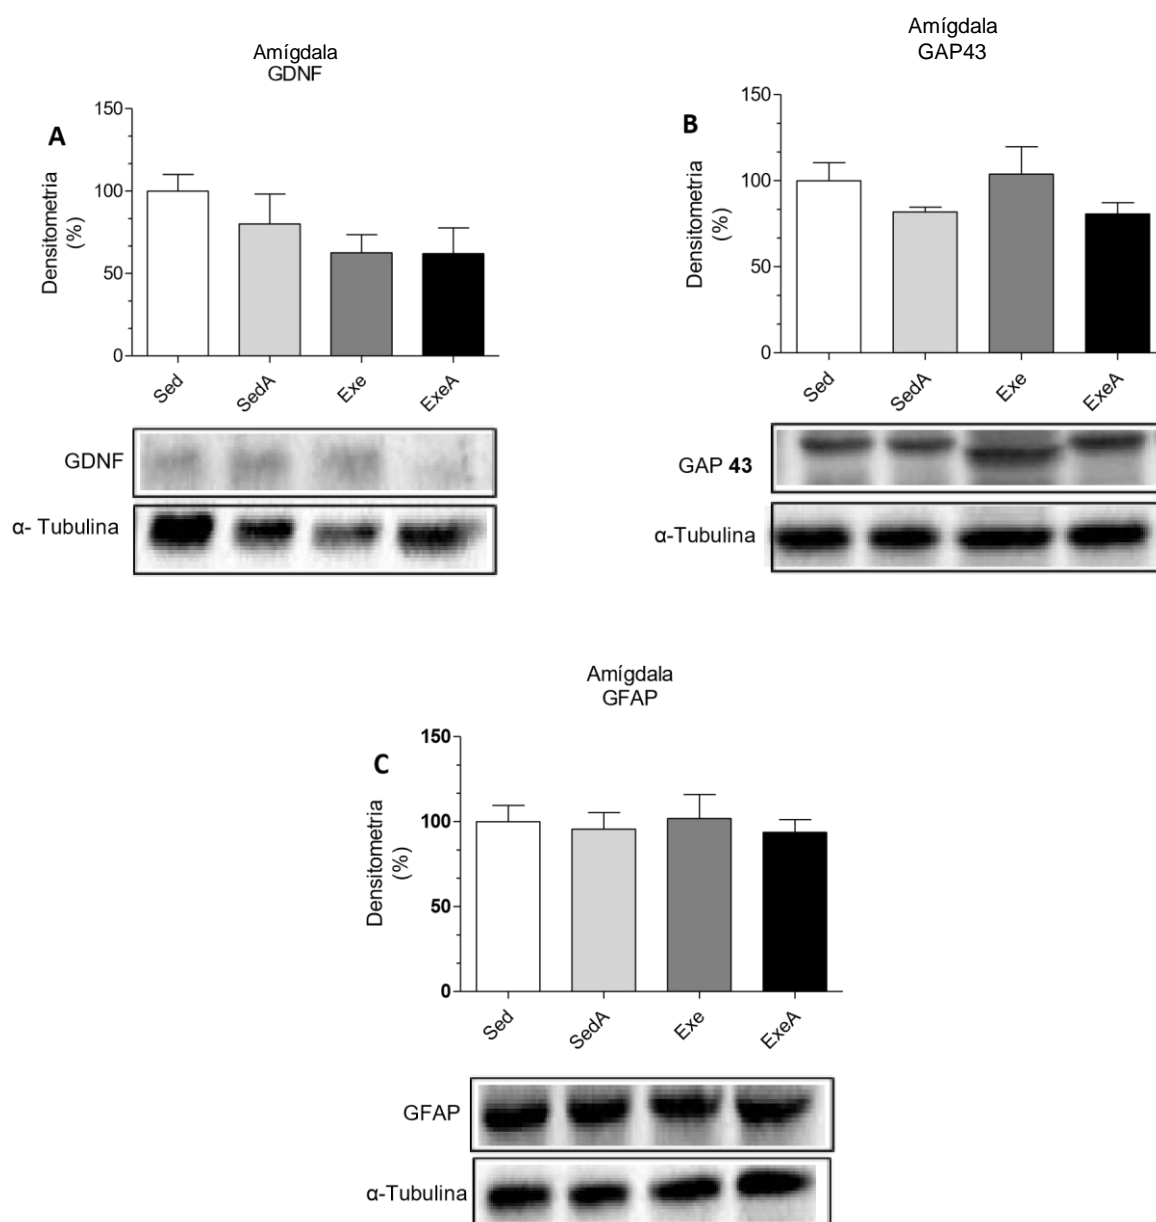 Amígdala
GDNF
A
Densitometria
(%)
150
100
50
0
Sed
SedA
Exe
ExeA
GDNF
α- Tubulina
Amígdala
GAP43
B
Densitometria
(%)
150
100
50
0
Sed
SedA
Exe
ExeA
GAP 43
α-Tubulina
Amígdala
GFAP
C
Densitometria
(%)
150
100
50
0
Sed
SedA
Exe
ExeA
GFAP
α-Tubulina